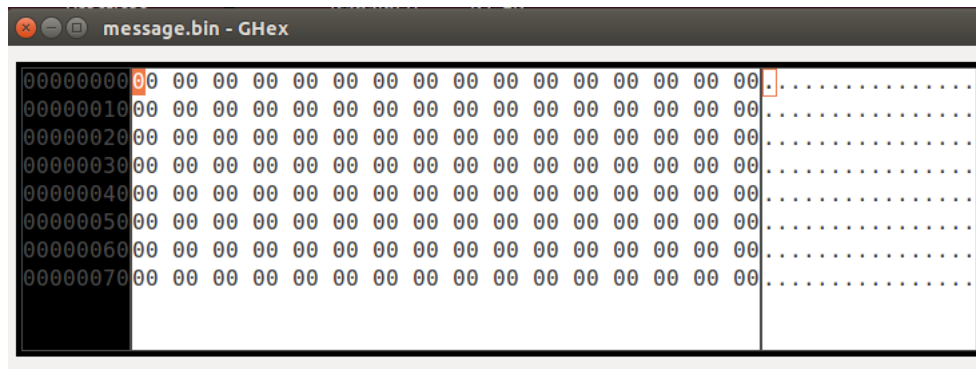 message.bin - GHex
00000000 00 00 00 00 00 00 00 00 00 00 00 00 00 00 00 00 ................
00000010 00 00 00 00 00 00 00 00 00 00 00 00 00 00 00 00 ................
00000020 00 00 00 00 00 00 00 00 00 00 00 00 00 00 00 00 ................
00000030 00 00 00 00 00 00 00 00 00 00 00 00 00 00 00 00 ................
00000040 00 00 00 00 00 00 00 00 00 00 00 00 00 00 00 00 ................
00000050 00 00 00 00 00 00 00 00 00 00 00 00 00 00 00 00 ................
00000060 00 00 00 00 00 00 00 00 00 00 00 00 00 00 00 00 ................
00000070 00 00 00 00 00 00 00 00 00 00 00 00 00 00 00 00 ................